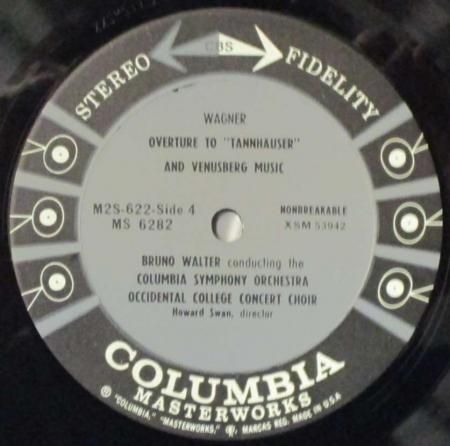 CBS
STEREO FIDELITY
WAGNER
OVERTURE TO "TANNHAUSER"
AND VENUSBERG MUSIC
M2S-622-Side 4 NONBREAKABLE
MS 6282 XSM 53942
BRUNO WALTER conducting the
COLUMBIA SYMPHONY ORCHESTRA
OCCIDENTAL COLLEGE CONCERT CHOIR
Howard Swan, director
COLUMBIA
MASTERWORKS
® "COLUMBIA," "MASTERWORKS," MARCAS REG. MADE IN U.S.A